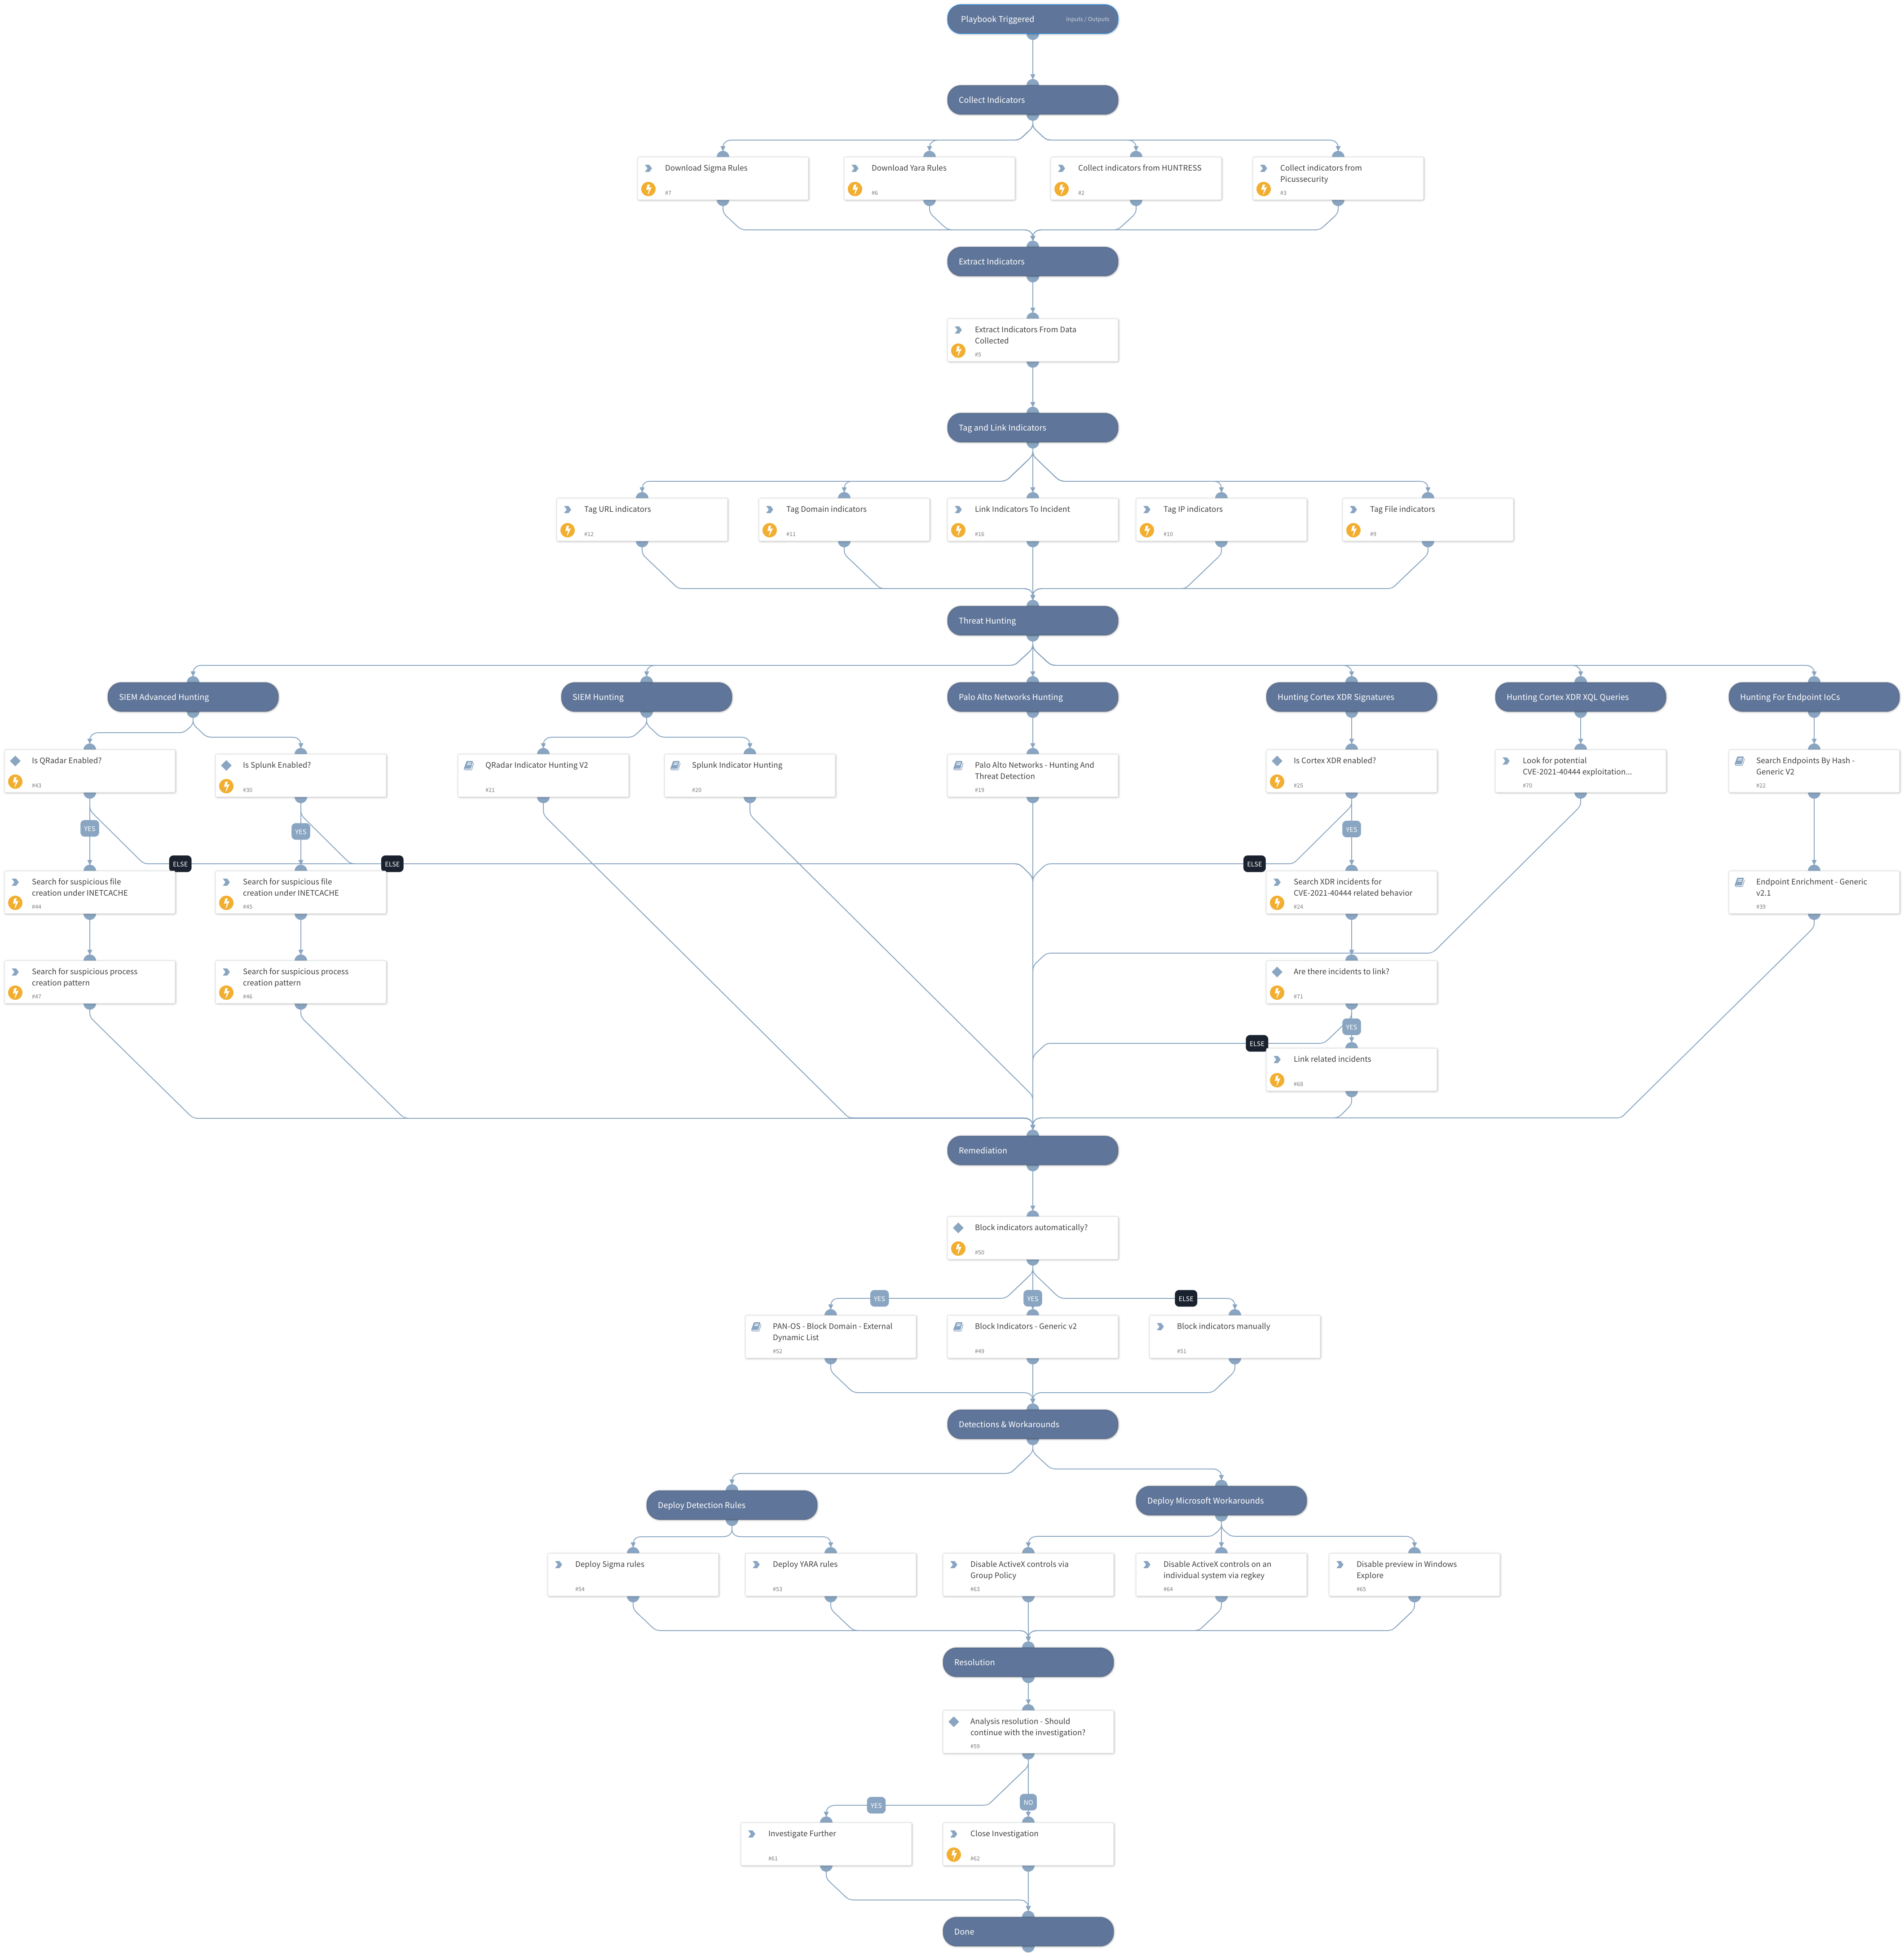 Playbook Triggered
Inputs / Outputs
Collect Indicators
Download Sigma Rules
#7
Download Yara Rules
#6
Collect indicators from HUNTRESS
#2
Collect indicators from
Picussecurity
#3
Extract Indicators
Extract Indicators From Data
Collected
#5
Tag and Link Indicators
Tag URL indicators
#12
Tag Domain indicators
#11
Link Indicators To Incident
#16
Tag IP indicators
#10
Tag File indicators
#9
Threat Hunting
SIEM Advanced Hunting
SIEM Hunting
Palo Alto Networks Hunting
Hunting Cortex XDR Signatures
Hunting Cortex XDR XQL Queries
Hunting For Endpoint IoCs
Is QRadar Enabled?
#43
Is Splunk Enabled?
#30
QRadar Indicator Hunting V2
#21
Splunk Indicator Hunting
#20
Palo Alto Networks - Hunting And
Threat Detection
#19
Is Cortex XDR enabled?
#25
Look for potential
CVE-2021-40444 exploitation...
#70
Search Endpoints By Hash -
Generic V2
#22
YES
YES
YES
ELSE
ELSE
ELSE
Search for suspicious file
creation under INETCACHE
#44
Search for suspicious file
creation under INETCACHE
#45
Search XDR incidents for
CVE-2021-40444 related behavior
#24
Endpoint Enrichment - Generic
v2.1
#39
Search for suspicious process
creation pattern
#47
Search for suspicious process
creation pattern
#46
Are there incidents to link?
#71
YES
ELSE
Link related incidents
#68
Remediation
Block indicators automatically?
#50
YES
YES
ELSE
PAN-OS - Block Domain - External
Dynamic List
#52
Block Indicators - Generic v2
#49
Block indicators manually
#51
Detections & Workarounds
Deploy Detection Rules
Deploy Microsoft Workarounds
Deploy Sigma rules
#54
Deploy YARA rules
#53
Disable ActiveX controls via
Group Policy
#63
Disable ActiveX controls on an
individual system via regkey
#64
Disable preview in Windows
Explore
#65
Resolution
Analysis resolution - Should
continue with the investigation?
#59
YES
NO
Investigate Further
#61
Close Investigation
#62
Done